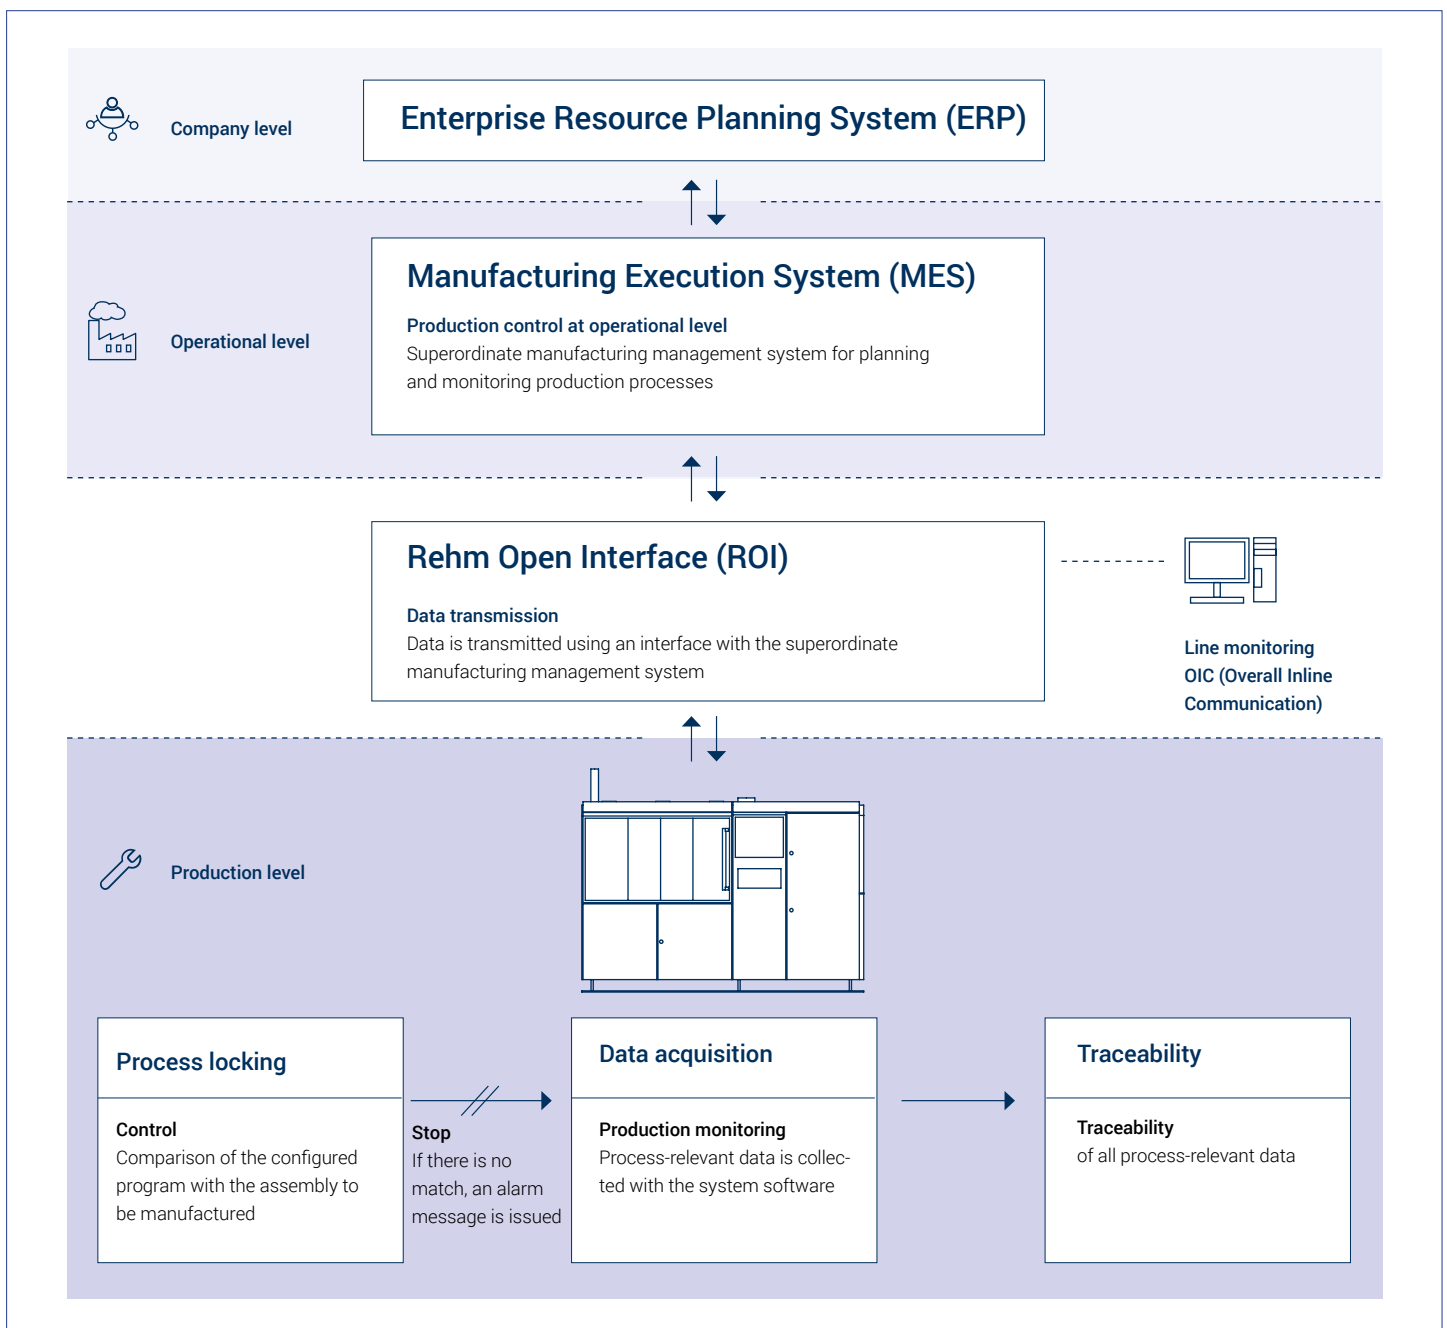 Company level
Enterprise Resource Planning System (ERP)
Operational level
Manufacturing Execution System (MES)
Production control at operational level
Superordinate manufacturing management system for planning
and monitoring production processes
Rehm Open Interface (ROI)
Data transmission
Data is transmitted using an interface with the superordinate
manufacturing management system
Line monitoring
OIC (Overall Inline
Communication)
Production level
Process locking
Control
Comparison of the configured
program with the assembly to
be manufactured
Stop
If there is no
match, an alarm
message is issued
Data acquisition
Production monitoring
Process-relevant data is collec-
ted with the system software
Traceability
Traceability
of all process-relevant data